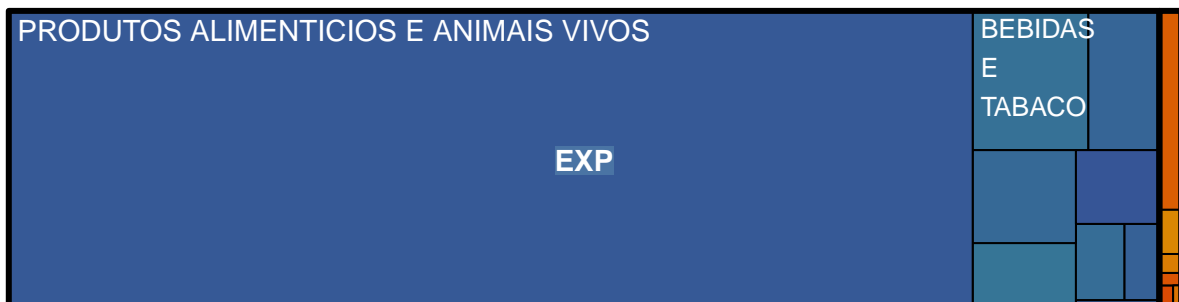 PRODUTOS ALIMENTICIOS E ANIMAIS VIVOS
EXP
BEBIDAS
E
TABACO